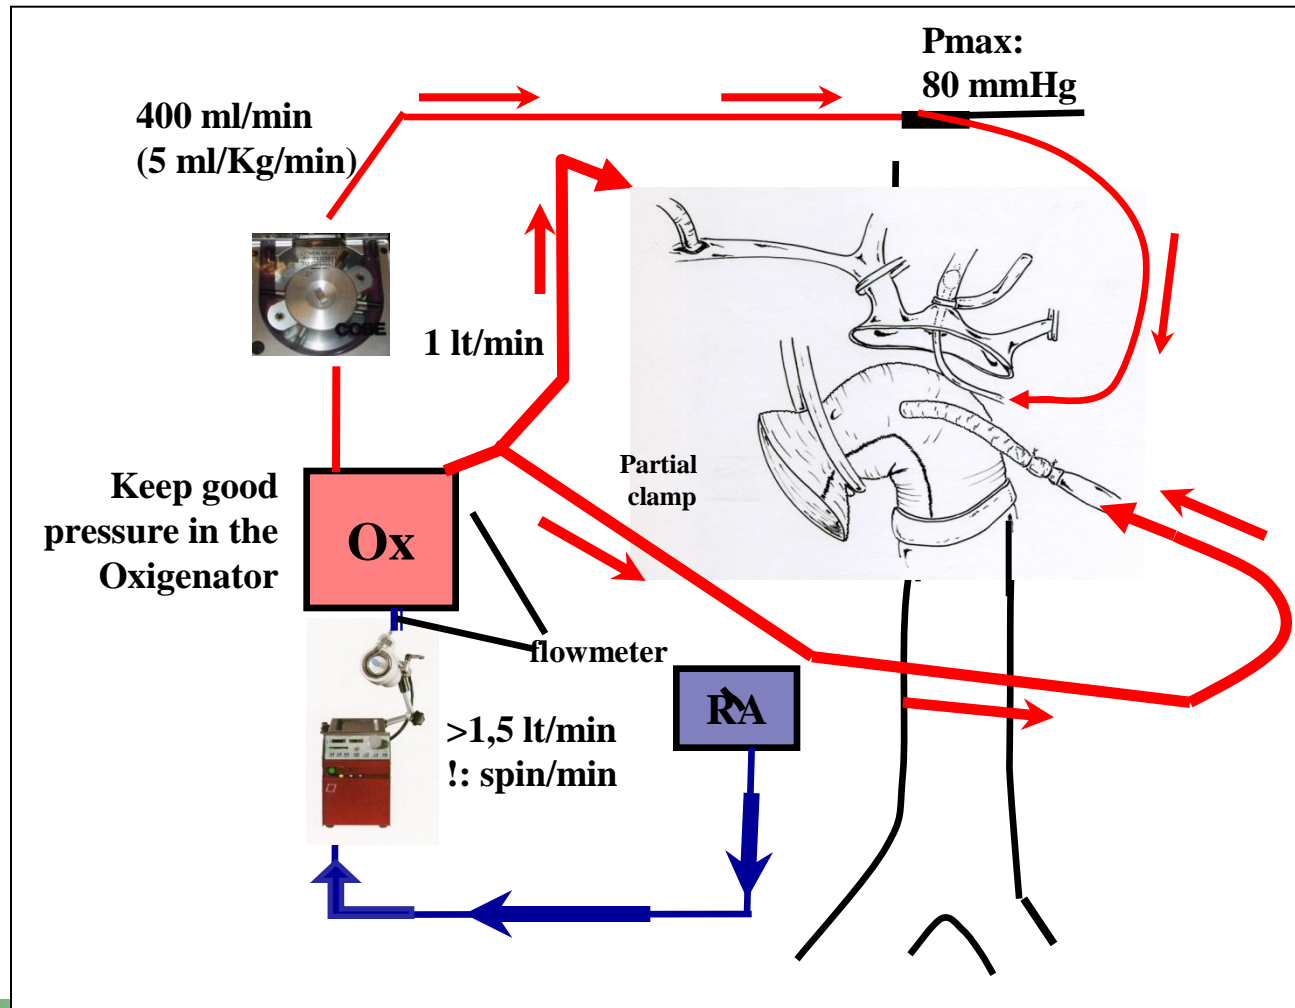 Pmax:
80 mmHg
400 ml/min
(5 ml/Kg/min)
COBE
1 lt/min
Partial
clamp
Keep good
pressure in the
Oxigenator
Ox
flowmeter
RA
>1,5 lt/min
!: spin/min